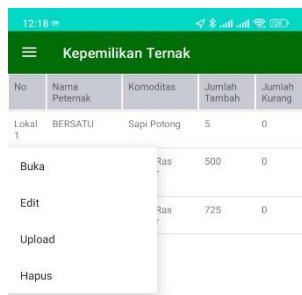 12:18
Kepemilikan Ternak
No Nama Peternak Komoditas Jumlah Tambah Jumlah Kurang
Lokal 1 BERSATU Sapi Potong 5 0
Ras 500 0
Ras 725 0
Buka
Edit
Upload
Hapus